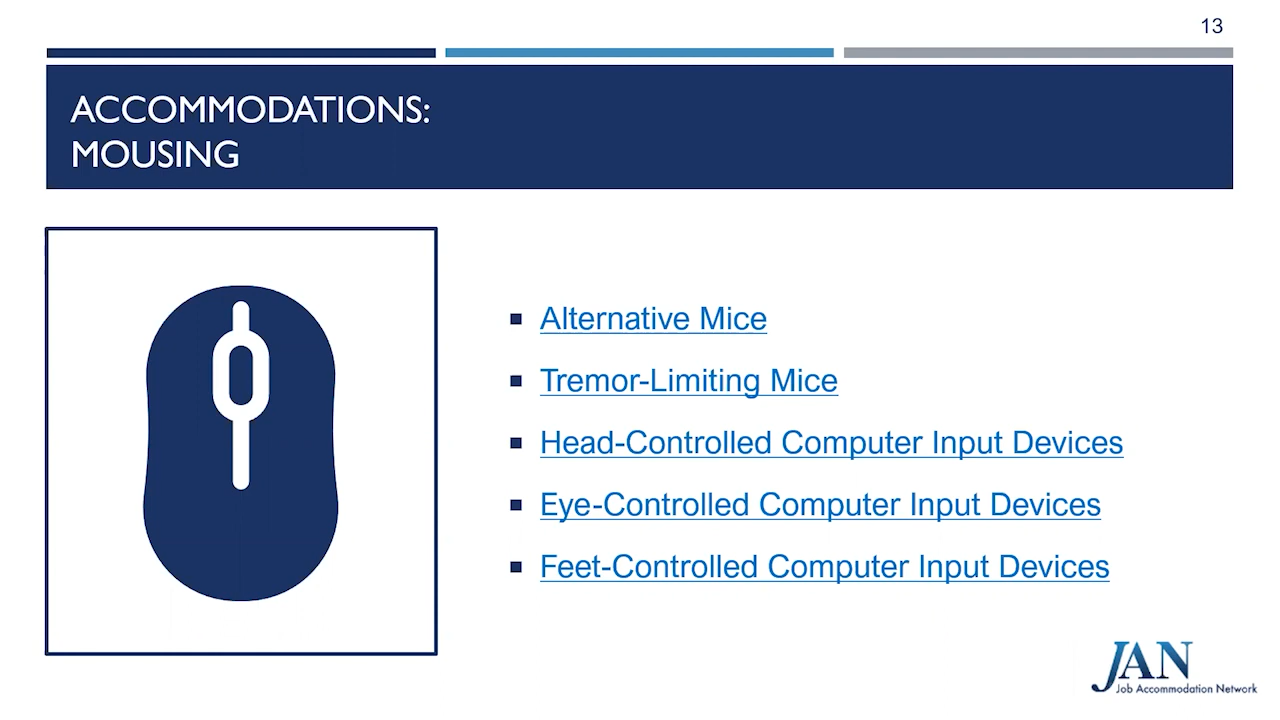 13
ACCOMMODATIONS:
MOUSING
Alternative Mice
Tremor-Limiting Mice
Head-Controlled Computer Input Devices
Eye-Controlled Computer Input Devices
Feet-Controlled Computer Input Devices
JAN
Job Accommodation Network